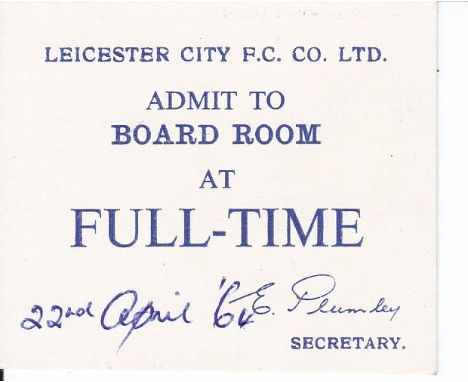 LEICESTER CITY F.C. CO. LTD.
ADMIT TO
BOARD ROOM
AT
FULL-TIME
22nd April '64 E. Plumley
SECRETARY.